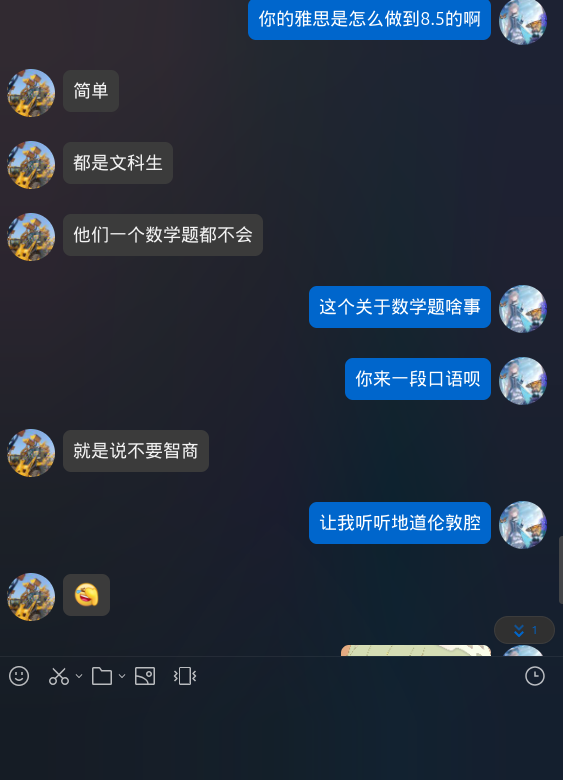 你的雅思是怎么做到8.5的啊
简单
都是文科生
他们一个数学题都不会
这个关于数学题啥事
你来一段口语呗
就是说不要智商
让我听听地道伦敦腔
1